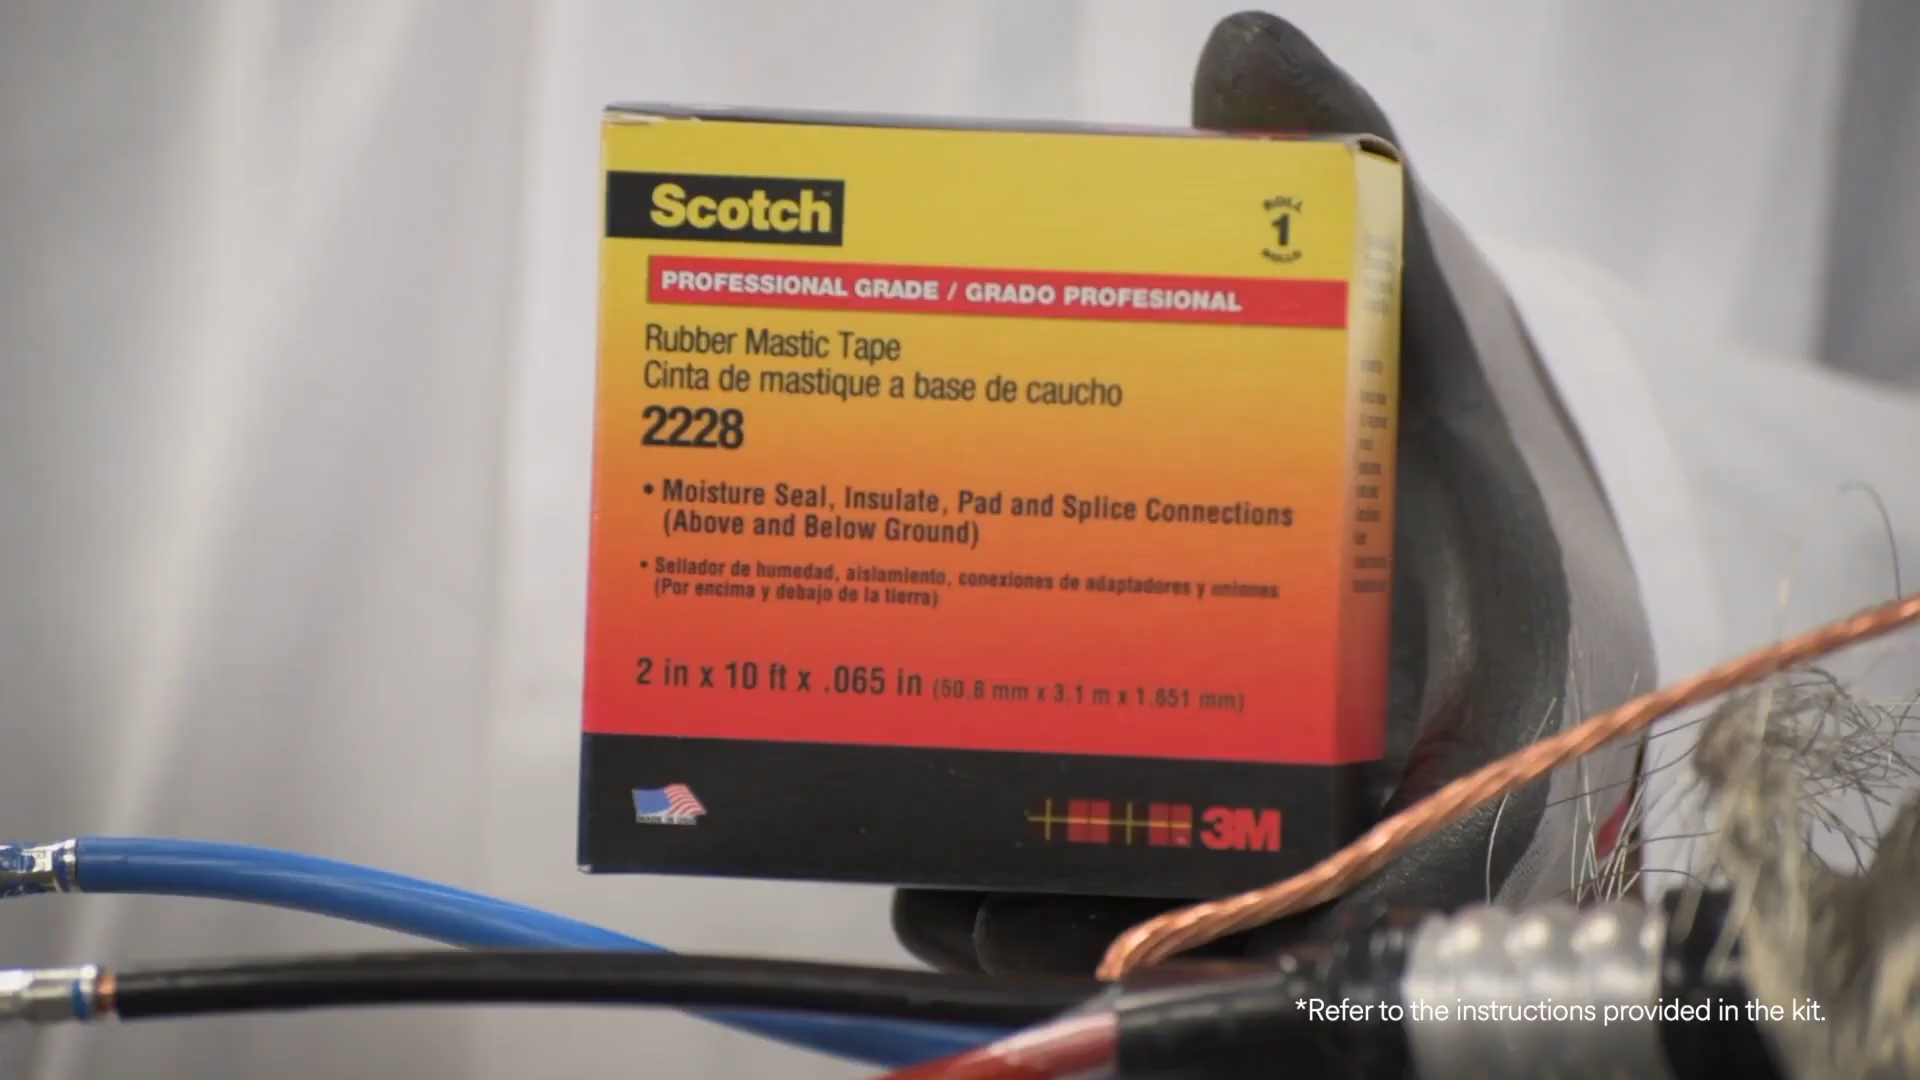 Scotch
ROLL
1
ROLLO
PROFESSIONAL GRADE / GRADO PROFESIONAL
Rubber Mastic Tape
Cinta de mastique a base de caucho
2228
• Moisture Seal, Insulate, Pad and Splice Connections
(Above and Below Ground)
• Sellador de humedad, aislamiento, conexiones de adaptadores y uniones
(Por encima y debajo de la tierra)
2 in x 10 ft x .065 in (50.8 mm x 3.1 m x 1.651 mm)
MADE IN USA
3M
*Refer to the instructions provided in the kit.